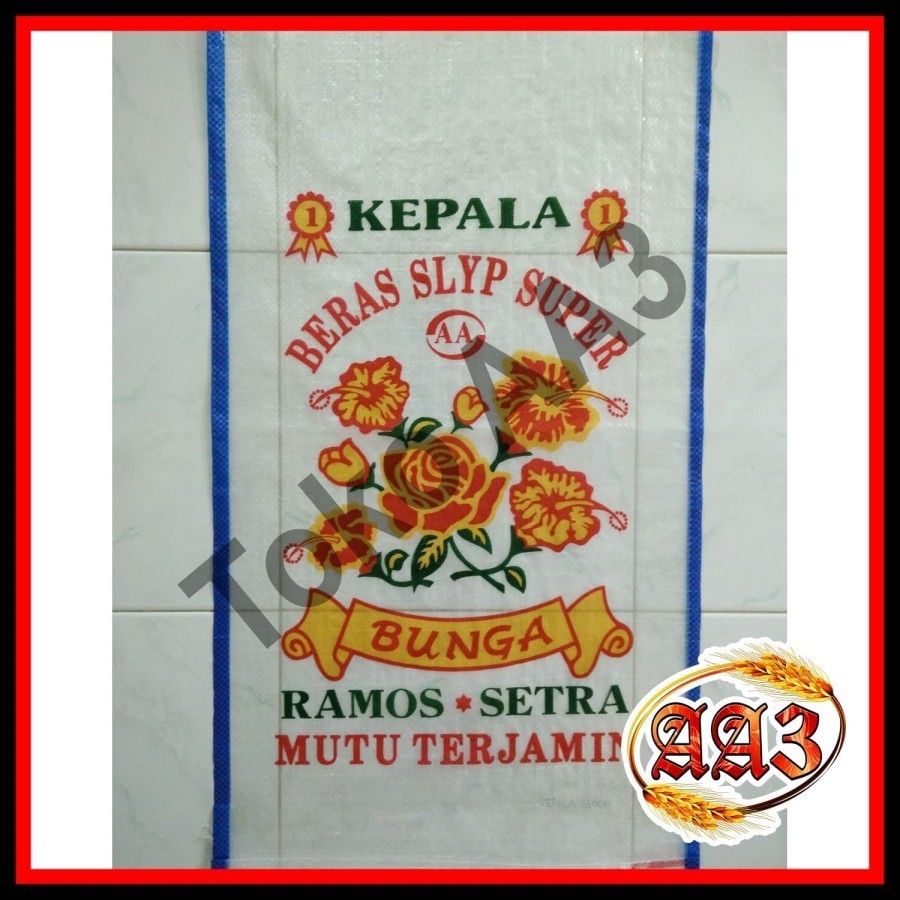 1 KEPALA 1
BERAS SLYP SUPER
AA
BUNGA
RAMOS * SETRA
MUTU TERJAMIN
Toko AA3
AA3